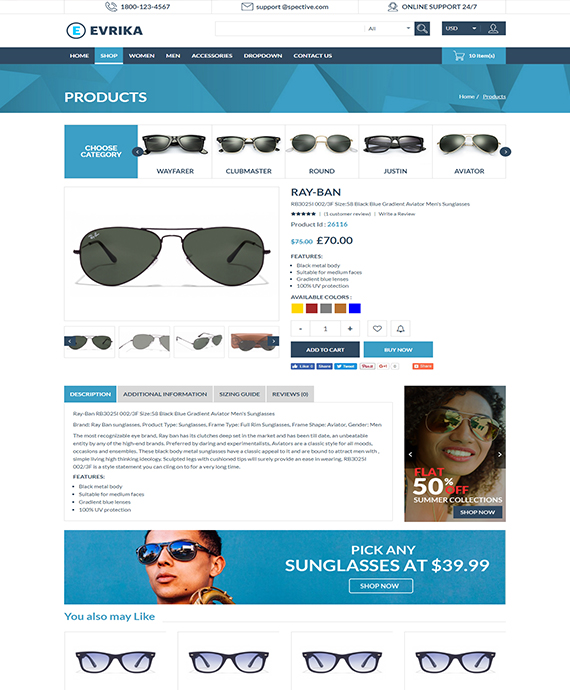 1800-123-4567
support @spective.com
ONLINE SUPPORT 24/7
E EVRIKA
All
USD
HOME SHOP WOMEN MEN ACCESSORIES DROPDOWN CONTACT US
10 Item(s)
PRODUCTS
Home / Products
CHOOSE CATEGORY
WAYFARER CLUBMASTER ROUND JUSTIN AVIATOR
RAY-BAN
RB3025I 002/3F Size:58 Black Blue Gradient Aviator Men's Sunglasses
(1 customer review) | Write a Review
Product Id : 26116
$75.00 £70.00
FEATURES:
Black metal body
Suitable for medium faces
Gradient blue lenses
100% UV protection
AVAILABLE COLORS :
- 1 +
ADD TO CART BUY NOW
Like Share Tweet Pin it G+1 Share
DESCRIPTION ADDITIONAL INFORMATION SIZING GUIDE REVIEWS (0)
Ray-Ban RB3025I 002/3F Size:58 Black Blue Gradient Aviator Men's Sunglasses
Brand: Ray Ban sunglasses, Product Type: Sunglasses, Frame Type: Full Rim Sunglasses, Frame Shape: Aviator, Gender: Men
The most recognizable eye brand, Ray ban has its clutches deep set in the market and has been till date, an unbeatable
entity by any of the high-end brands. Preferred by daring and experimentalists, Aviators are a classic style for all moods,
occasions and ensembles. These black body metal sunglasses have a classic appeal to it and are bound to attract men with ,
simple living high thinking ideology. Sculpted legs with cushioned tips will surely provide an ease in wearing. RB3025I
002/3F is a style statement you can cling on to for a very long time.
FEATURES:
Black metal body
Suitable for medium faces
Gradient blue lenses
100% UV protection
FLAT
50% OFF
SUMMER COLLECTIONS
SHOP NOW
PICK ANY
SUNGLASSES AT $39.99
SHOP NOW
You also may Like